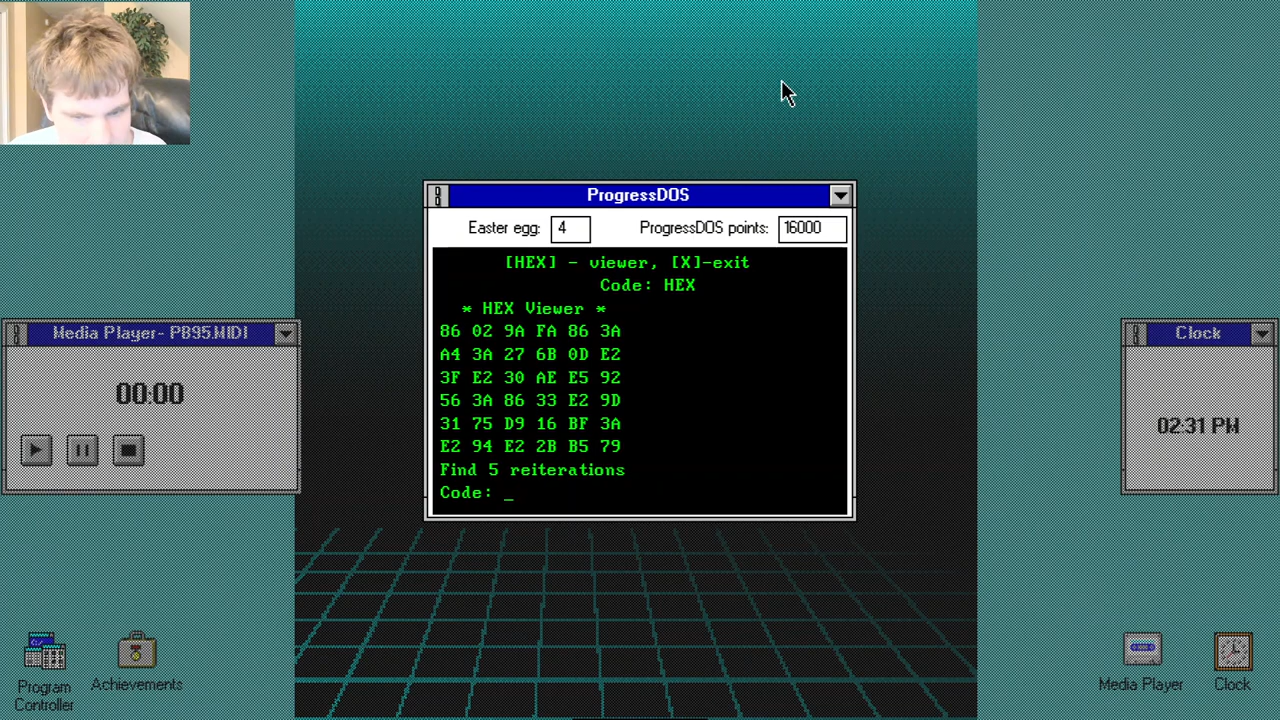 ProgressDOS
Easter egg: 4 ProgressDOS points: 16000
[HEX] - viewer, [X]-exit
Code: HEX
* HEX Viewer *
86 02 9A FA 86 3A
A4 3A 27 6B 0D E2
3F E2 30 AE E5 92
56 3A 86 33 E2 9D
31 75 D9 16 BF 3A
E2 94 E2 2B B5 79
Find 5 reiterations
Code: _
Media Player- PB95.MIDI
00:00
Clock
02:31 PM
Program
Controller
Achievements
Media Player
Clock